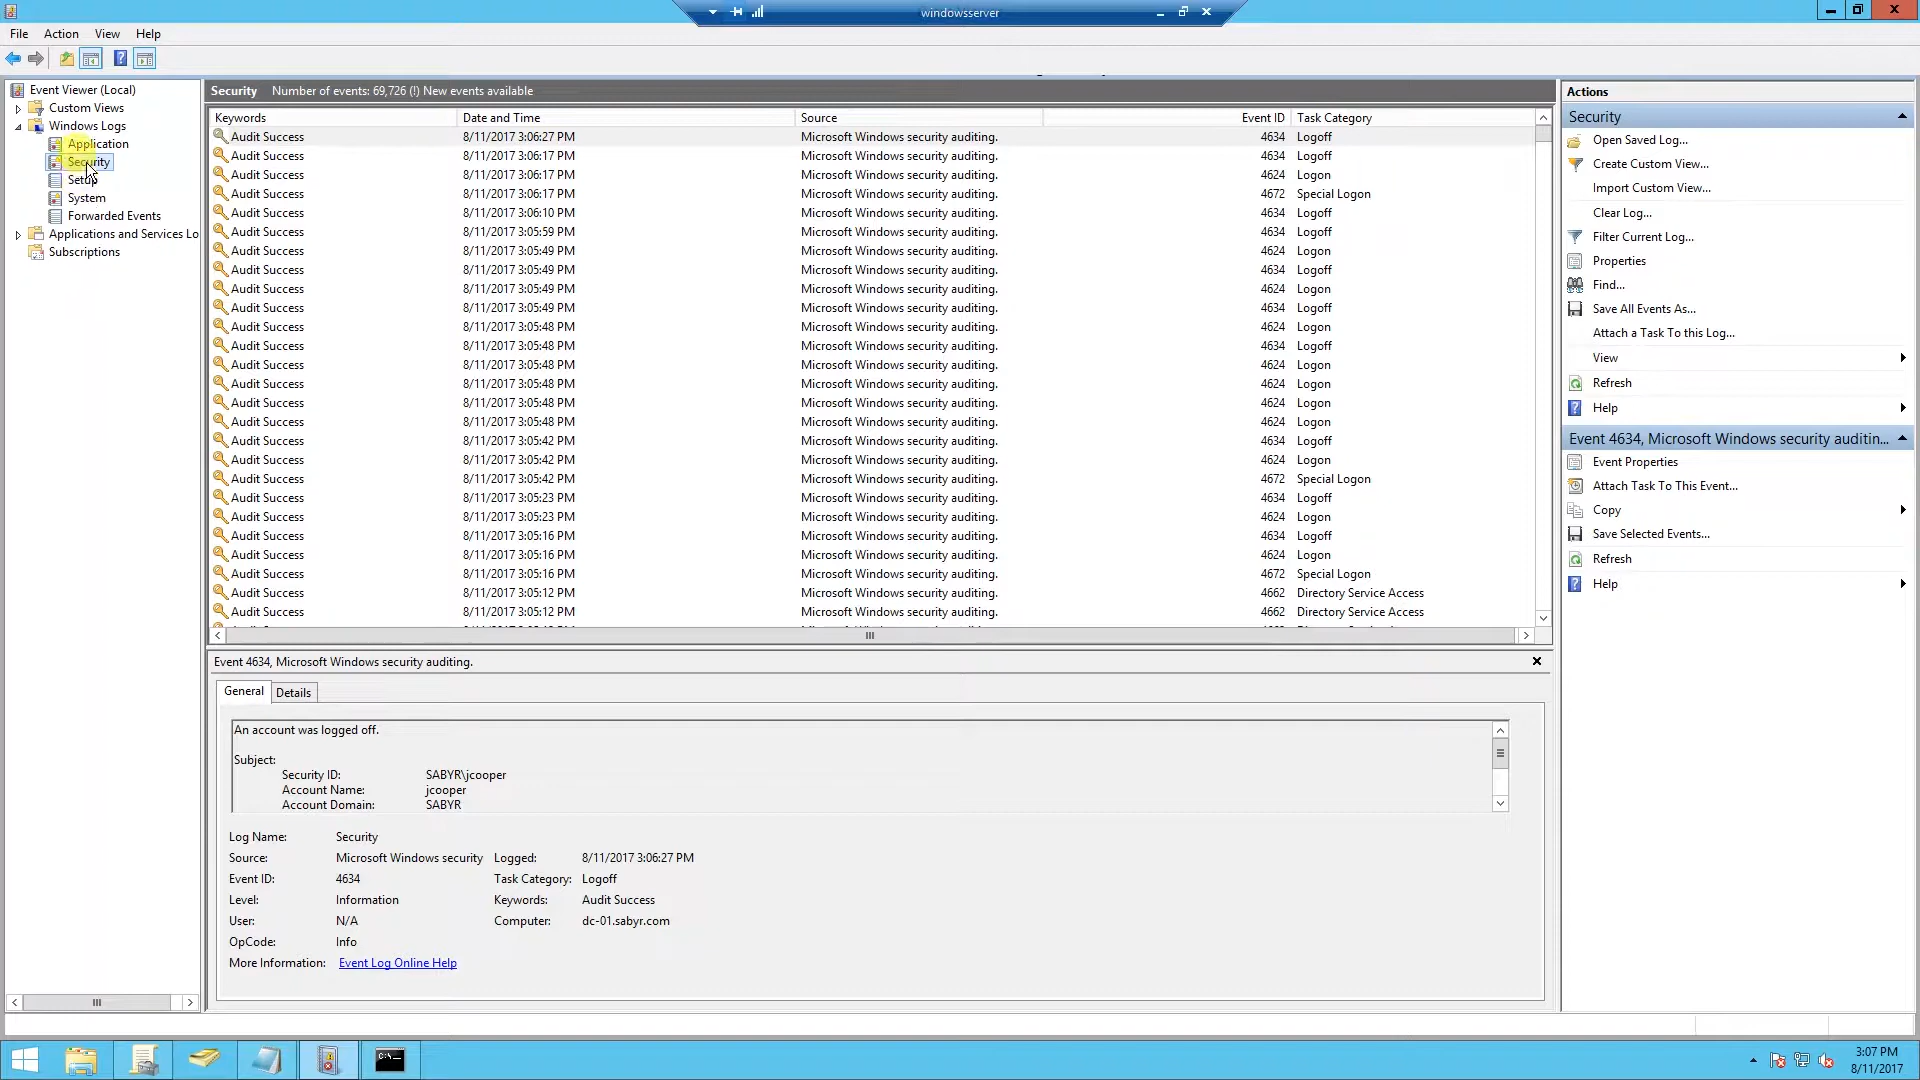 windowsserver
File Action View Help
Event Viewer (Local)
Custom Views
Windows Logs
Application
Security
Setup
System
Forwarded Events
Applications and Services Lo
Subscriptions
Security Number of events: 69,726 (!) New events available
Keywords Date and Time Source Event ID Task Category
Audit Success 8/11/2017 3:06:27 PM Microsoft Windows security auditing. 4634 Logoff
Audit Success 8/11/2017 3:06:17 PM Microsoft Windows security auditing. 4634 Logoff
Audit Success 8/11/2017 3:06:17 PM Microsoft Windows security auditing. 4624 Logon
Audit Success 8/11/2017 3:06:17 PM Microsoft Windows security auditing. 4672 Special Logon
Audit Success 8/11/2017 3:06:10 PM Microsoft Windows security auditing. 4634 Logoff
Audit Success 8/11/2017 3:05:59 PM Microsoft Windows security auditing. 4634 Logoff
Audit Success 8/11/2017 3:05:49 PM Microsoft Windows security auditing. 4624 Logon
Audit Success 8/11/2017 3:05:49 PM Microsoft Windows security auditing. 4634 Logoff
Audit Success 8/11/2017 3:05:49 PM Microsoft Windows security auditing. 4624 Logon
Audit Success 8/11/2017 3:05:49 PM Microsoft Windows security auditing. 4634 Logoff
Audit Success 8/11/2017 3:05:48 PM Microsoft Windows security auditing. 4624 Logon
Audit Success 8/11/2017 3:05:48 PM Microsoft Windows security auditing. 4634 Logoff
Audit Success 8/11/2017 3:05:48 PM Microsoft Windows security auditing. 4624 Logon
Audit Success 8/11/2017 3:05:48 PM Microsoft Windows security auditing. 4624 Logon
Audit Success 8/11/2017 3:05:48 PM Microsoft Windows security auditing. 4624 Logon
Audit Success 8/11/2017 3:05:48 PM Microsoft Windows security auditing. 4624 Logon
Audit Success 8/11/2017 3:05:42 PM Microsoft Windows security auditing. 4634 Logoff
Audit Success 8/11/2017 3:05:42 PM Microsoft Windows security auditing. 4624 Logon
Audit Success 8/11/2017 3:05:42 PM Microsoft Windows security auditing. 4672 Special Logon
Audit Success 8/11/2017 3:05:23 PM Microsoft Windows security auditing. 4634 Logoff
Audit Success 8/11/2017 3:05:23 PM Microsoft Windows security auditing. 4624 Logon
Audit Success 8/11/2017 3:05:16 PM Microsoft Windows security auditing. 4634 Logoff
Audit Success 8/11/2017 3:05:16 PM Microsoft Windows security auditing. 4624 Logon
Audit Success 8/11/2017 3:05:16 PM Microsoft Windows security auditing. 4672 Special Logon
Audit Success 8/11/2017 3:05:12 PM Microsoft Windows security auditing. 4662 Directory Service Access
Audit Success 8/11/2017 3:05:12 PM Microsoft Windows security auditing. 4662 Directory Service Access
Event 4634, Microsoft Windows security auditing.
General Details
An account was logged off.
Subject:
Security ID: SABYR\jcooper
Account Name: jcooper
Account Domain: SABYR
Log Name: Security
Source: Microsoft Windows security Logged: 8/11/2017 3:06:27 PM
Event ID: 4634 Task Category: Logoff
Level: Information Keywords: Audit Success
User: N/A Computer: dc-01.sabyr.com
OpCode: Info
More Information: Event Log Online Help
Actions
Security
Open Saved Log...
Create Custom View...
Import Custom View...
Clear Log...
Filter Current Log...
Properties
Find...
Save All Events As...
Attach a Task To this Log...
View
Refresh
Help
Event 4634, Microsoft Windows security auditin...
Event Properties
Attach Task To This Event...
Copy
Save Selected Events...
Refresh
Help
3:07 PM
8/11/2017